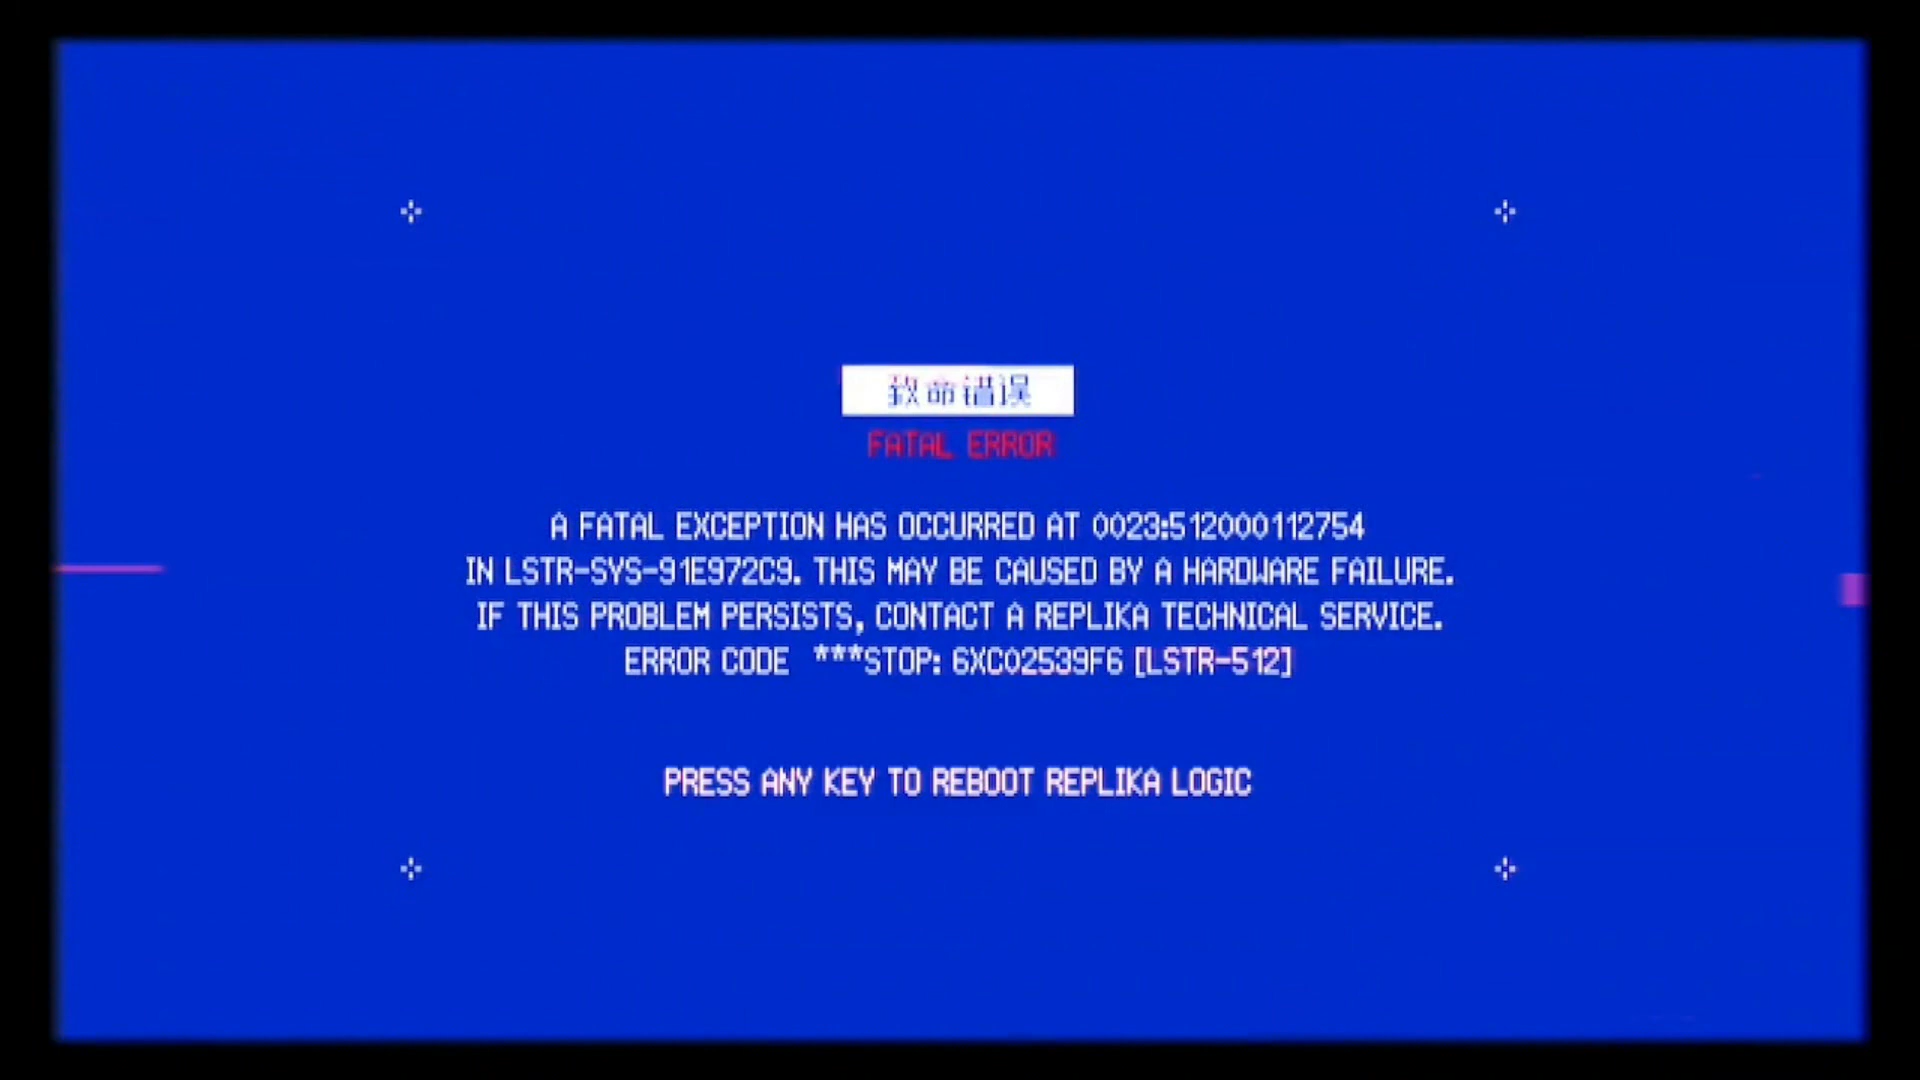 致命错误
FATAL ERROR
A FATAL EXCEPTION HAS OCCURRED AT 0023:512000112754
IN LSTR-SYS-91E972C9. THIS MAY BE CAUSED BY A HARDWARE FAILURE.
IF THIS PROBLEM PERSISTS, CONTACT A REPLIKA TECHNICAL SERVICE.
ERROR CODE ***STOP: 6XC02539F6 [LSTR-512]
PRESS ANY KEY TO REBOOT REPLIKA LOGIC